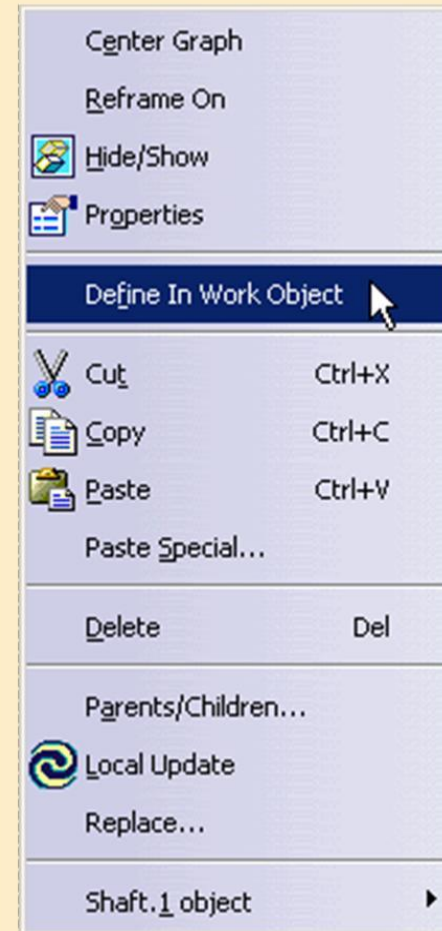 Center Graph
Reframe On
Hide/Show
Properties
Define In Work Object
Cut Ctrl+X
Copy Ctrl+C
Paste Ctrl+V
Paste Special...
Delete Del
Parents/Children...
Local Update
Replace...
Shaft.1 object